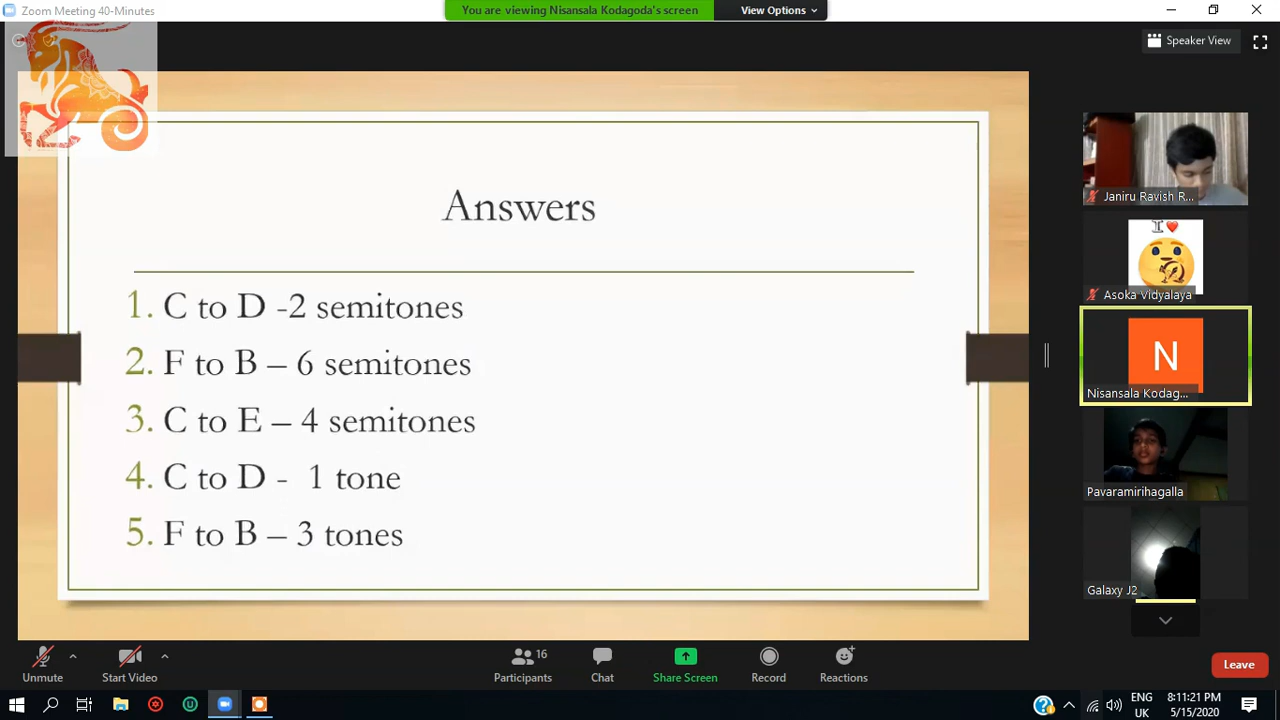 Zoom Meeting 40-Minutes
You are viewing Nisansala Kodagoda's screen
View Options
Speaker View
Answers
1. C to D -2 semitones
2. F to B – 6 semitones
3. C to E – 4 semitones
4. C to D - 1 tone
5. F to B – 3 tones
Janiru Ravish R...
I
Asoka Vidyalaya
N
Nisansala Kodag...
Pavaramirihagalla
Galaxy J2
Unmute
Start Video
16
Participants
Chat
Share Screen
Record
Reactions
Leave
ENG
UK
8:11:21 PM
5/15/2020